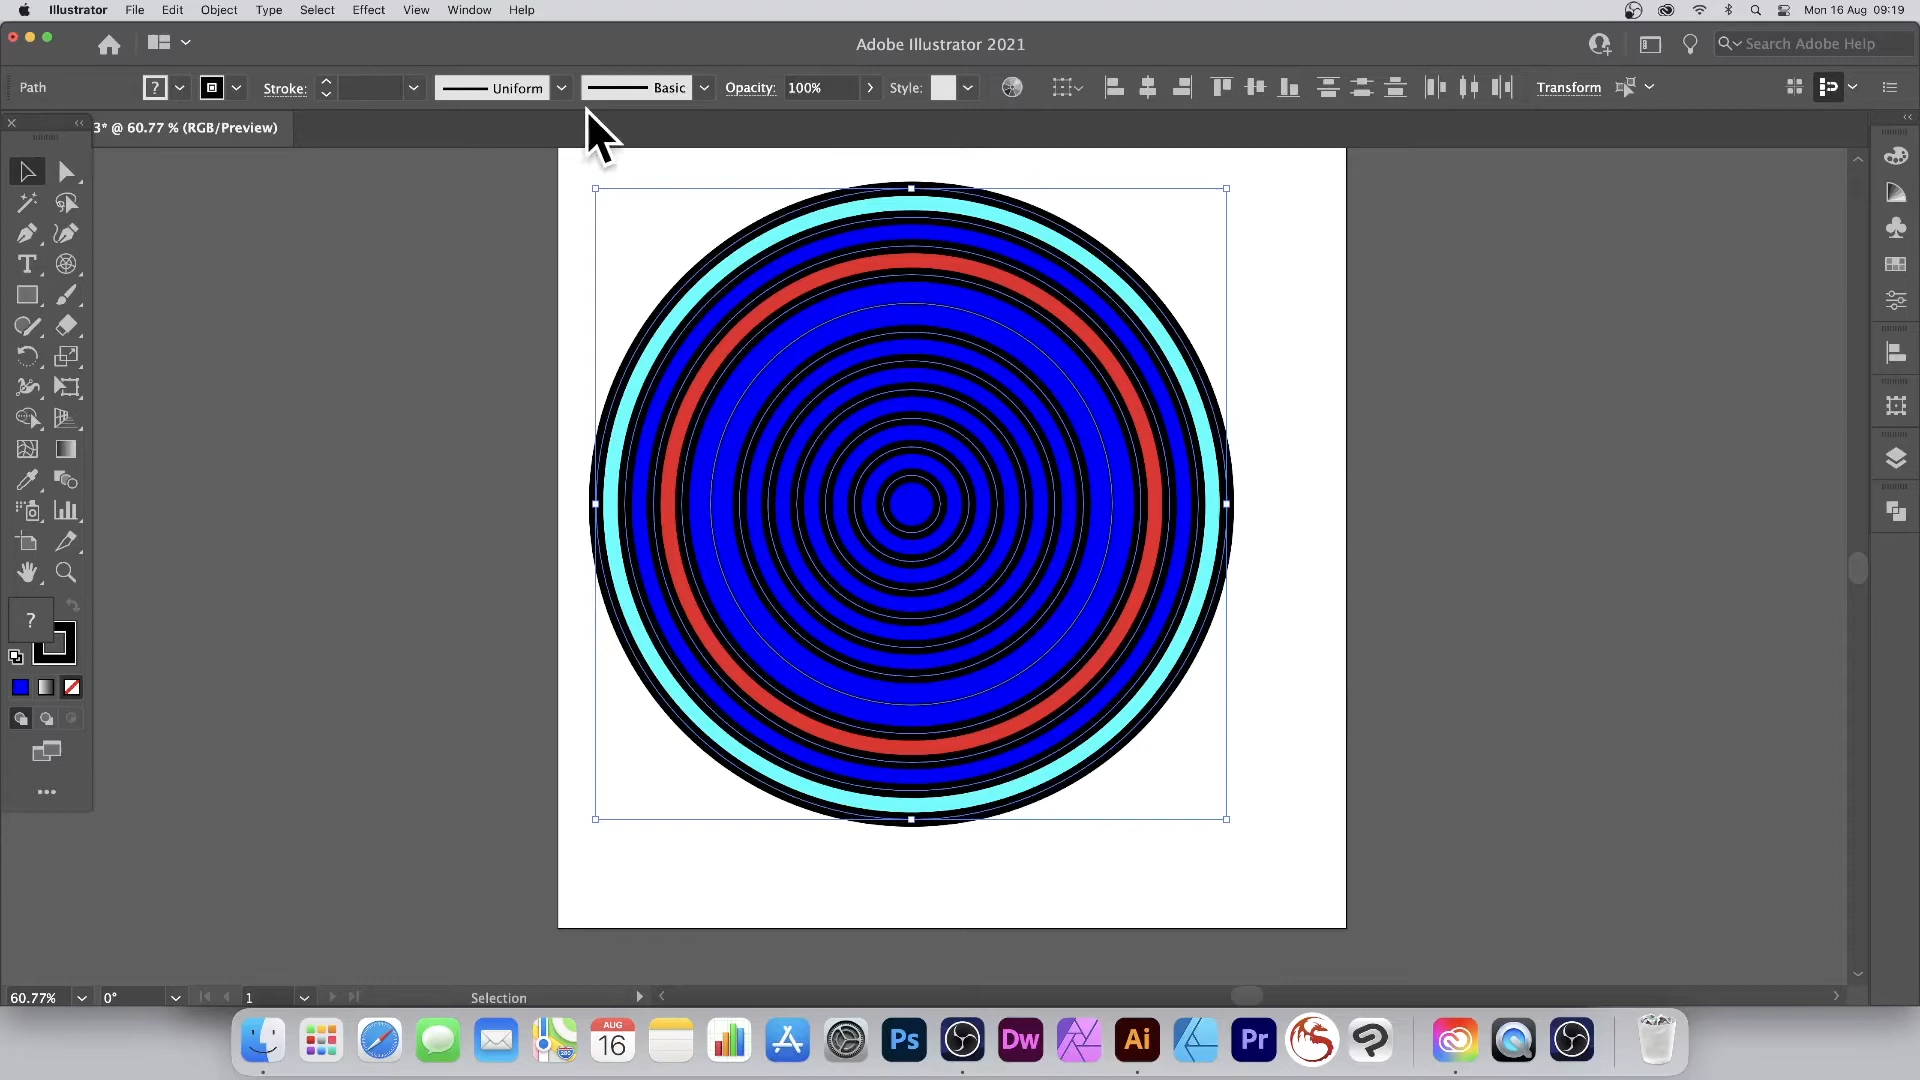 Illustrator File Edit Object Type Select Effect View Window Help Mon 16 Aug 09:19
Adobe Illustrator 2021 Search Adobe Help
Path ? Stroke: Uniform Basic Opacity: 100% Style: Transform
3* @ 60.77 % (RGB/Preview)
T
?
60.77% 0° 1 Selection
AUG
16
280
Ps Dw Ai Pr